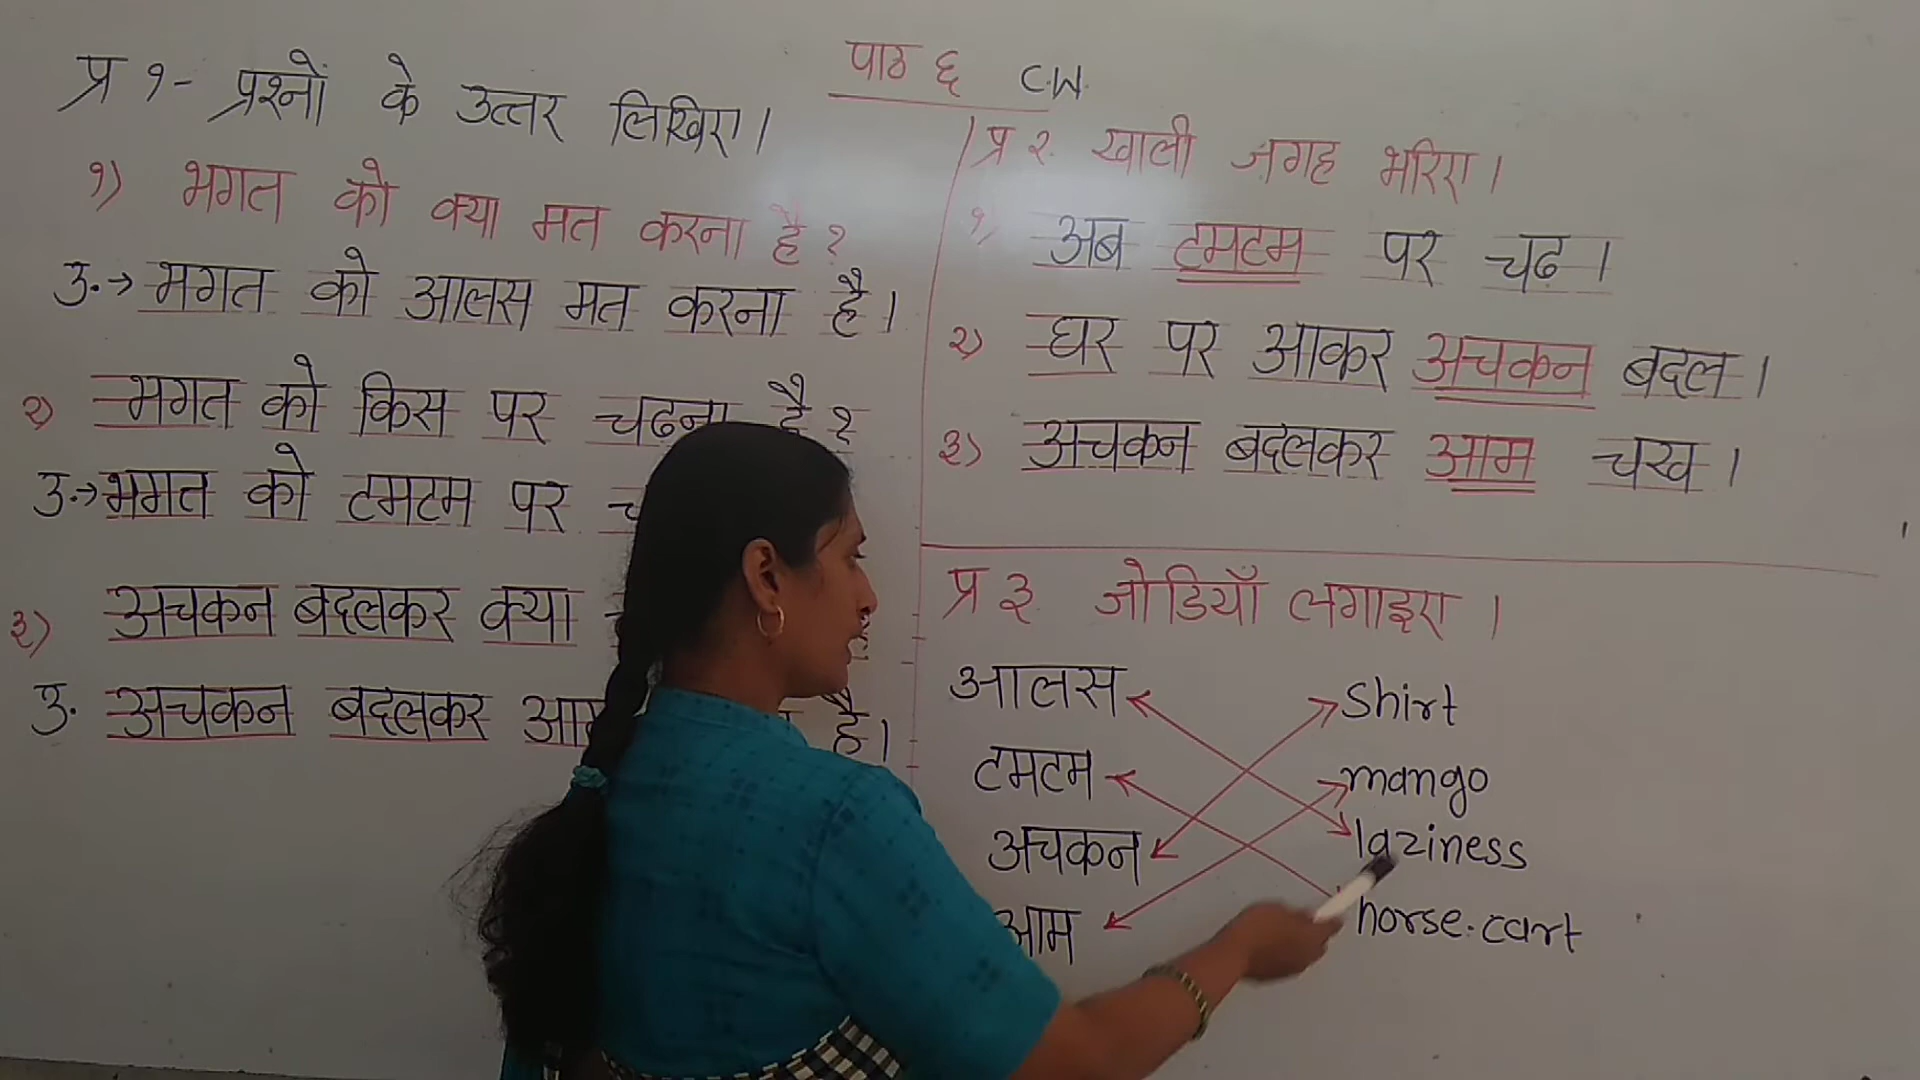 पाठ ६ C.W.
प्र १- प्रश्नों के उत्तर लिखिए।
१) भगत को क्या मत करना है?
उ.→ भगत को आलस मत करना है।
२) भगत को किस पर चढ़ना है?
उ.→ भगत को टमटम पर
३) अचकन बदलकर क्या
उ. अचकन बदलकर है।
प्र २. खाली जगह भरिए।
१) अब टमटम पर चढ़।
२) घर पर आकर अचकन बदल।
३) अचकन बदलकर आम चख।
प्र ३. जोडियाँ लगाइए।
आलस shirt
टमटम mango
अचकन laziness
आम horse.cart